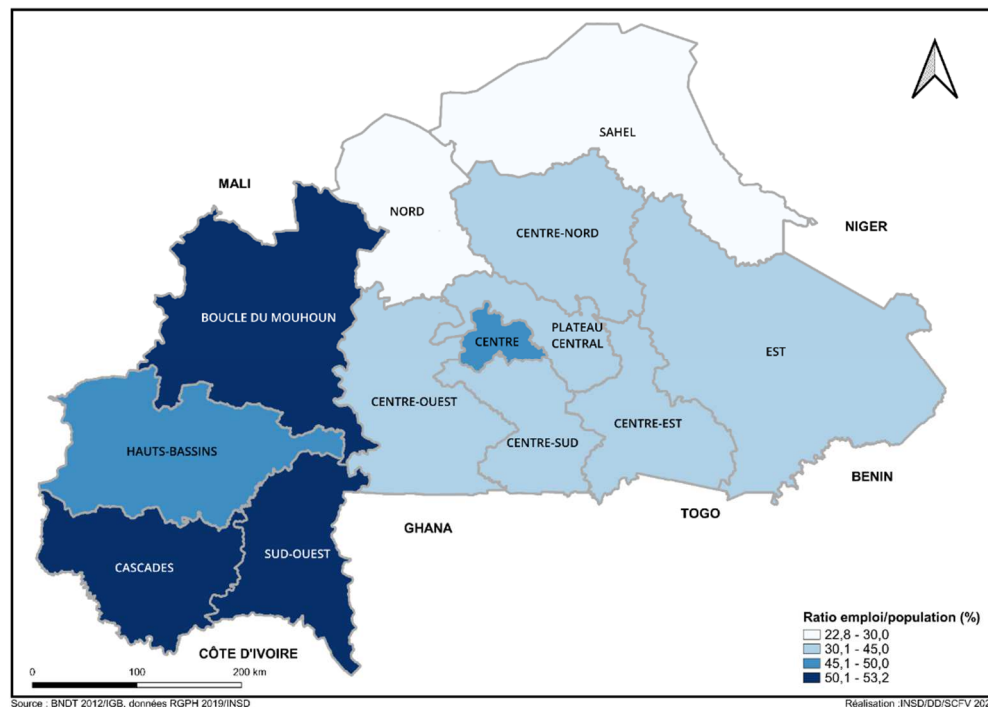 SAHEL
MALI
NORD
NIGER
CENTRE-NORD
BOUCLE DU MOUHOUN
PLATEAU
CENTRAL
CENTRE
EST
CENTRE-OUEST
CENTRE-EST
CENTRE-SUD
HAUTS-BASSINS
BENIN
TOGO
GHANA
SUD-OUEST
CASCADES
CÔTE D'IVOIRE
Ratio emploi/population (%)
22,8 - 30,0
30,1 - 45,0
45,1 - 50,0
50,1 - 53,2
0 100 200 km
Source : BNDT 2012/IGB, données RGPH 2019/INSD
Réalisation :INSD/DD/SCFV 202